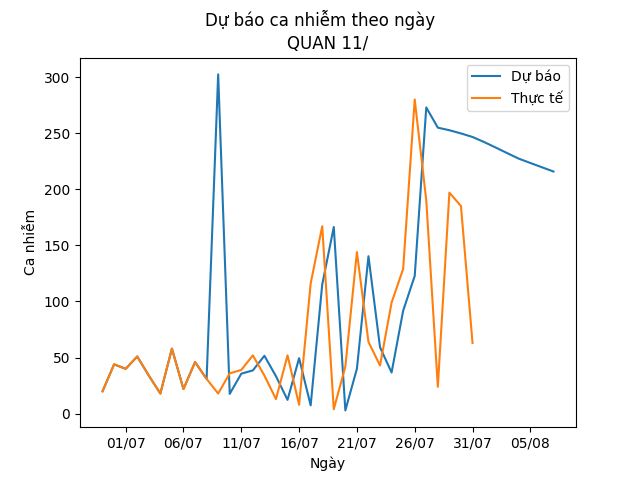 Dự báo ca nhiễm theo ngày
QUAN 11/
Dự báo
Thực tế
Ca nhiễm
300
250
200
150
100
50
0
01/07 06/07 11/07 16/07 21/07 26/07 31/07 05/08
Ngày